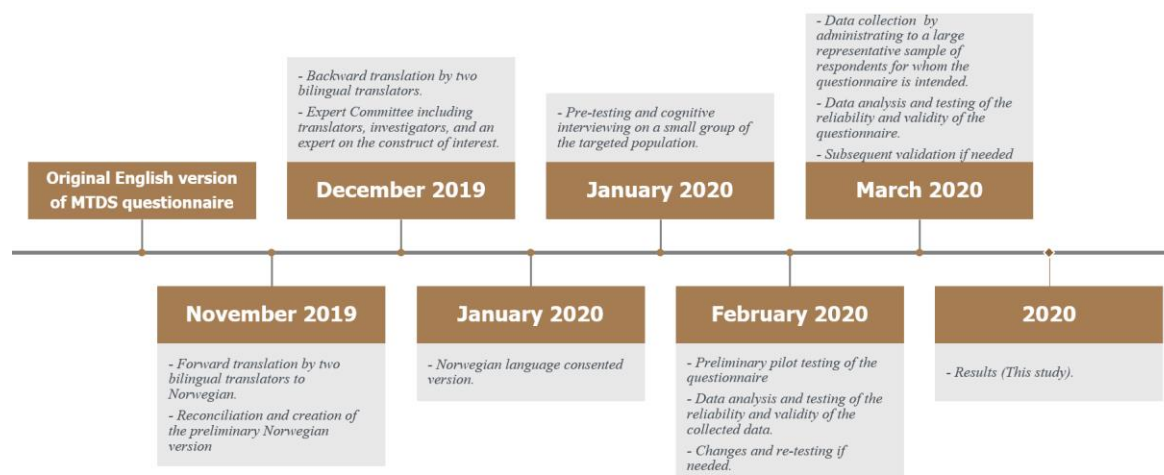 Original English version
of MTDS questionnaire
November 2019
- Forward translation by two
bilingual translators to
Norwegian.
- Reconciliation and creation of
the preliminary Norwegian
version
- Backward translation by two
bilingual translators.
- Expert Committee including
translators, investigators, and an
expert on the construct of interest.
December 2019
January 2020
- Norwegian language consented
version.
- Pre-testing and cognitive
interviewing on a small group of
the targeted population.
January 2020
February 2020
- Preliminary pilot testing of the
questionnaire
- Data analysis and testing of the
reliability and validity of the
collected data.
- Changes and re-testing if
needed.
- Data collection by
administrating to a large
representative sample of
respondents for whom the
questionnaire is intended.
- Data analysis and testing of the
reliability and validity of the
questionnaire.
- Subsequent validation if needed
March 2020
2020
- Results (This study).